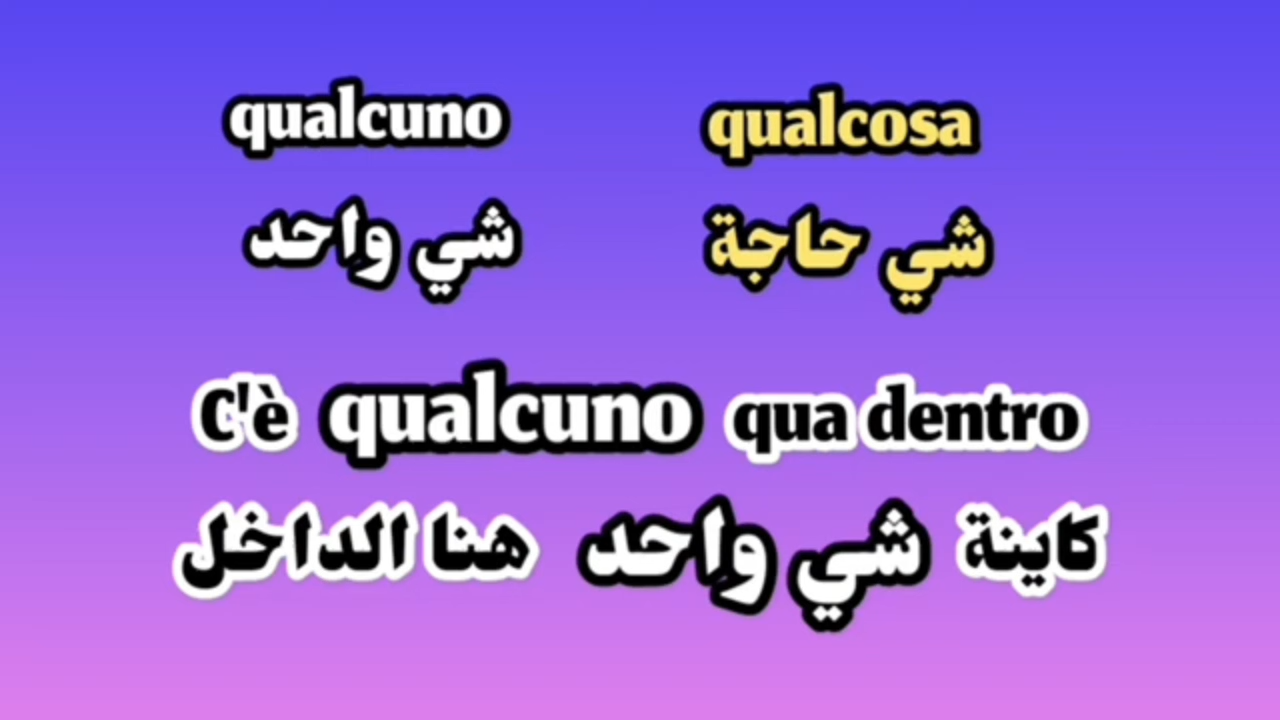 qualcuno qualcosa
شي واحد شي حاجة
C'è qualcuno qua dentro
كاينة شي واحد هنا الداخل